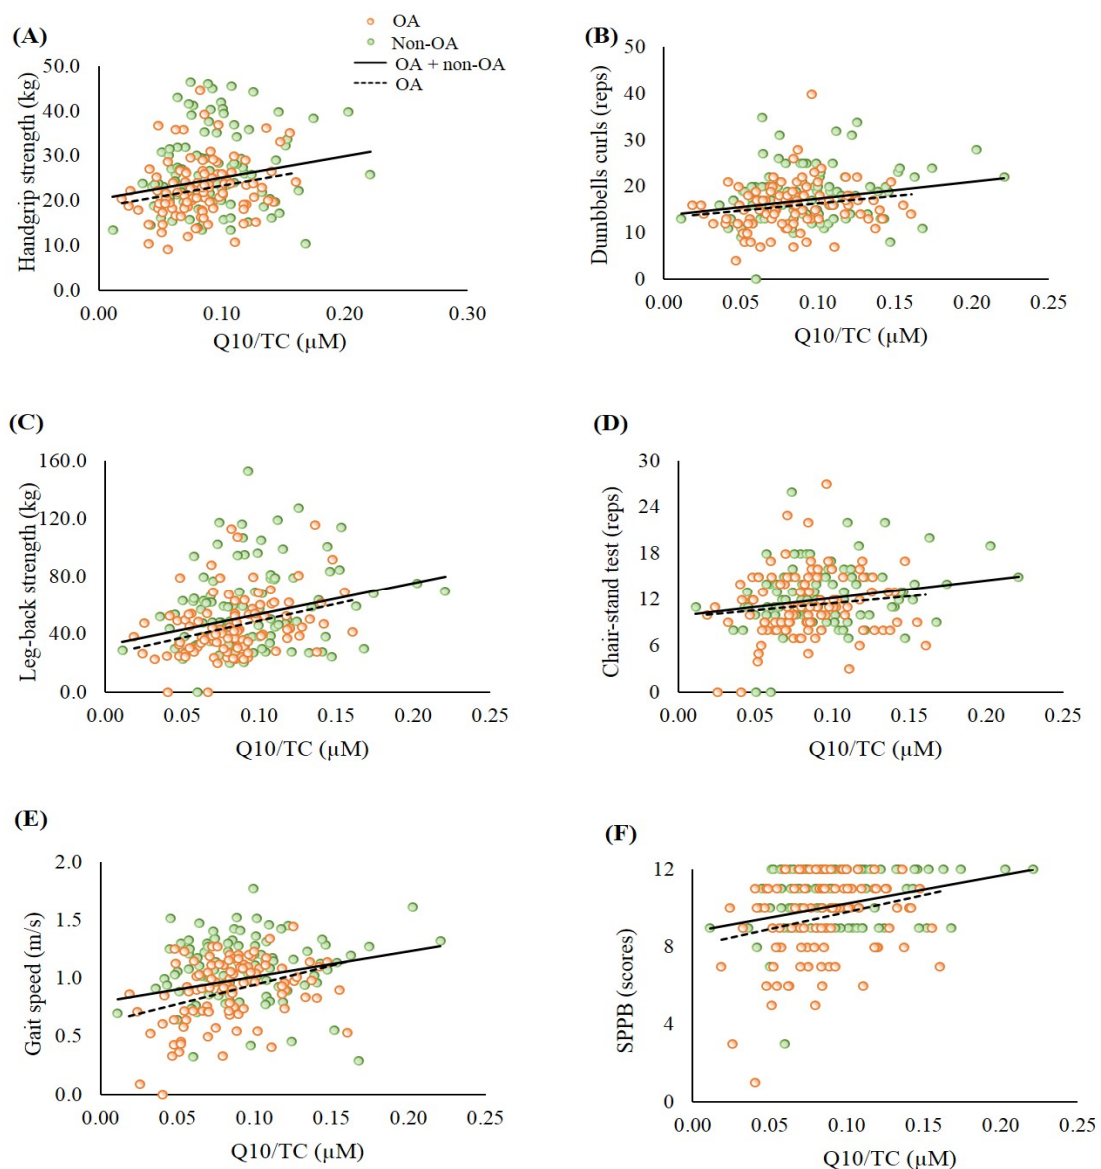 (A)
OA
Non-OA
OA + non-OA
OA
Handgrip strength (kg)
50.0
40.0
30.0
20.0
10.0
0.0
0.00 0.10 0.20 0.30
Q10/TC (µM)
(B)
Dunbbells curls (reps)
50
40
30
20
10
0
0.00 0.05 0.10 0.15 0.20 0.25
Q10/TC (µM)
(C)
Leg-back strength (kg)
160.0
120.0
80.0
40.0
0.0
0.00 0.05 0.10 0.15 0.20 0.25
Q10/TC (µM)
(D)
Chair-stand test (reps)
30
24
18
12
6
0
0.00 0.05 0.10 0.15 0.20 0.25
Q10/TC (µM)
(E)
Gait speed (m/s)
2.0
1.5
1.0
0.5
0.0
0.00 0.05 0.10 0.15 0.20 0.25
Q10/TC (µM)
(F)
SPPB (scores)
12
8
4
0
0.00 0.05 0.10 0.15 0.20 0.25
Q10/TC (µM)